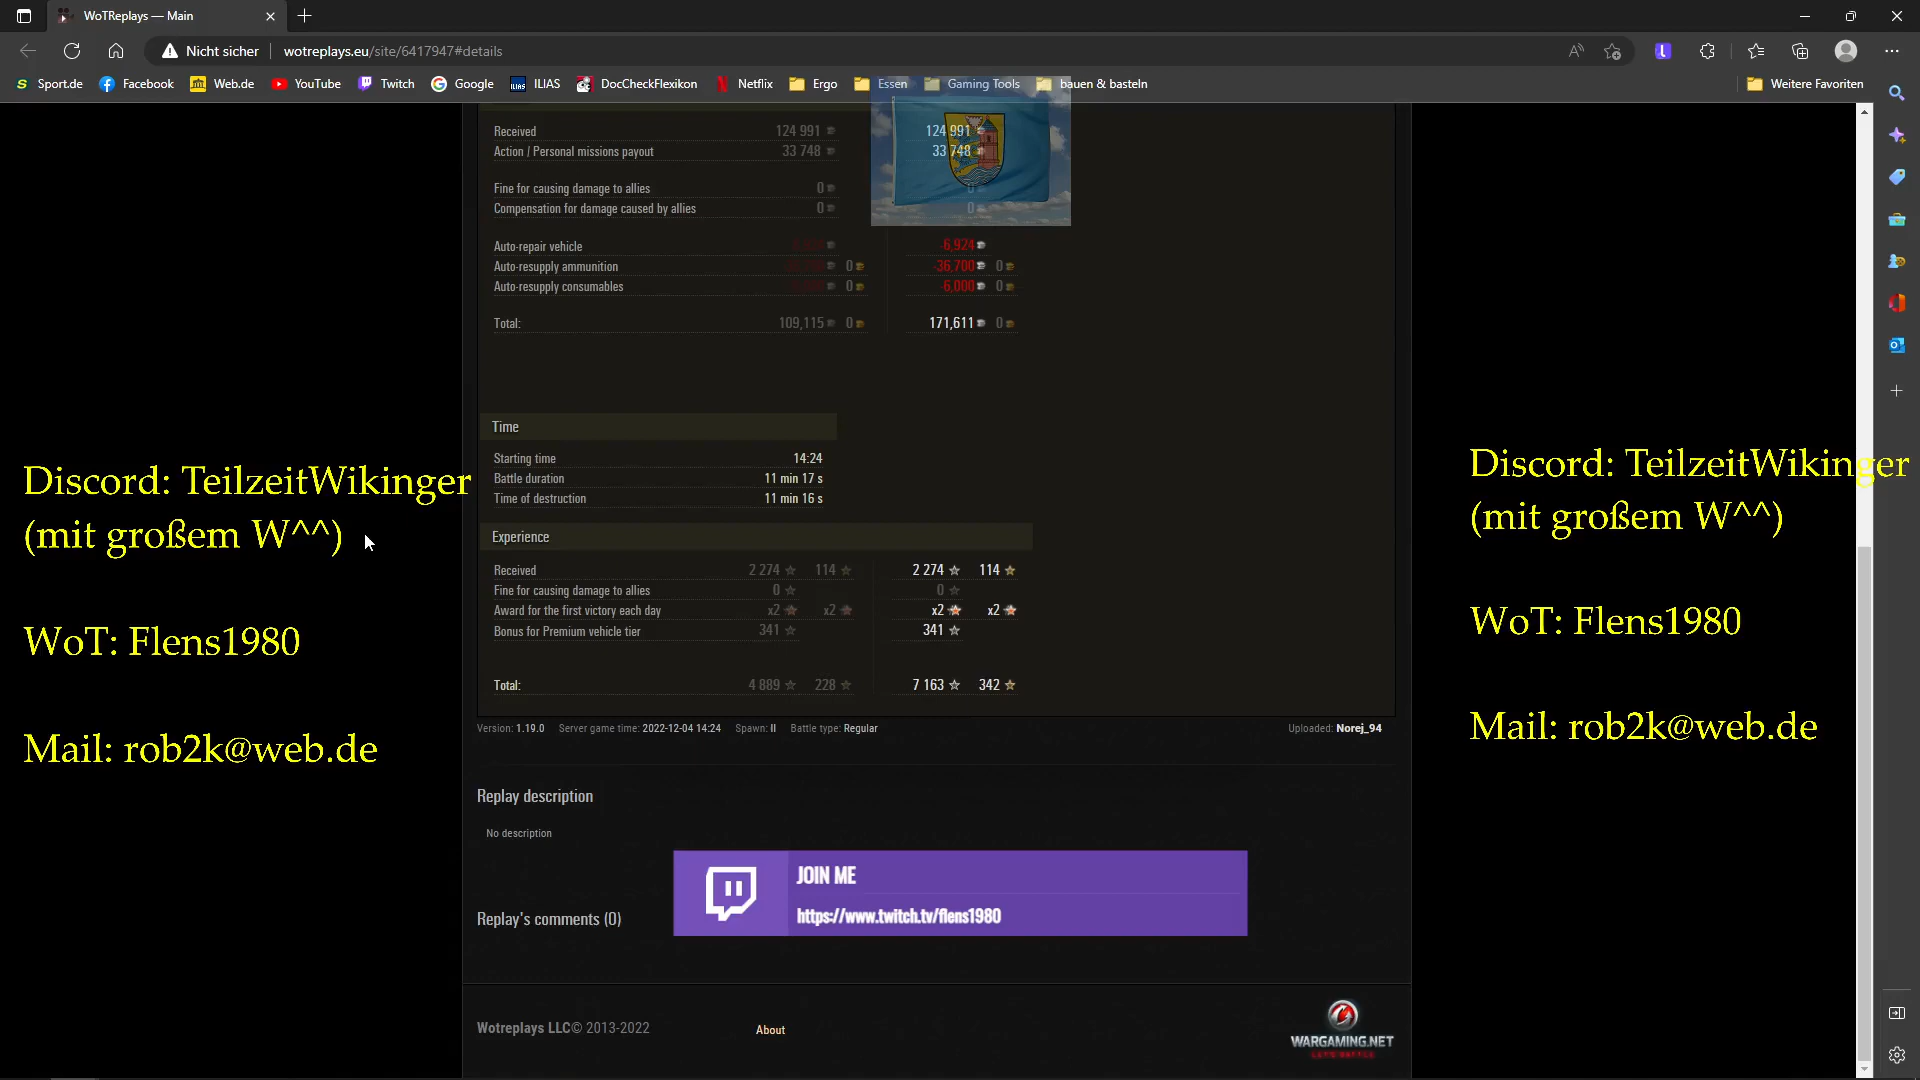 WoTReplays — Main
Nicht sicher
wotreplays.eu/site/6417947#details
Sport.de
Facebook
Web.de
YouTube
Twitch
Google
ILIAS
DocCheckFlexikon
Netflix
Ergo
Essen
Gaming Tools
bauen & basteln
Weitere Favoriten
Received 124 991 124 991
Action / Personal missions payout 33 748 33 748
Fine for causing damage to allies 0 0
Compensation for damage caused by allies 0 0
Auto-repair vehicle -6,924
Auto-resupply ammunition 0 -36,700 0
Auto-resupply consumables 0 -6,000 0
Total: 109,115 0 171,611 0
Time
Starting time 14:24
Battle duration 11 min 17 s
Time of destruction 11 min 16 s
Experience
Received 2 274 114 2 274 114
Fine for causing damage to allies 0 0
Award for the first victory each day x2 x2 x2 x2
Bonus for Premium vehicle tier 341 341
Total: 4 889 228 7 163 342
Version: 1.19.0 Server game time: 2022-12-04 14:24 Spawn: II Battle type: Regular
Uploaded: Norej_94
Replay description
No description
JOIN ME
https://www.twitch.tv/flens1980
Replay's comments (0)
Wotreplays LLC© 2013-2022
About
WARGAMING.NET
LET'S BATTLE
Discord: TeilzeitWikinger
(mit großem W^^)
WoT: Flens1980
Mail: rob2k@web.de
Discord: TeilzeitWikinger
(mit großem W^^)
WoT: Flens1980
Mail: rob2k@web.de